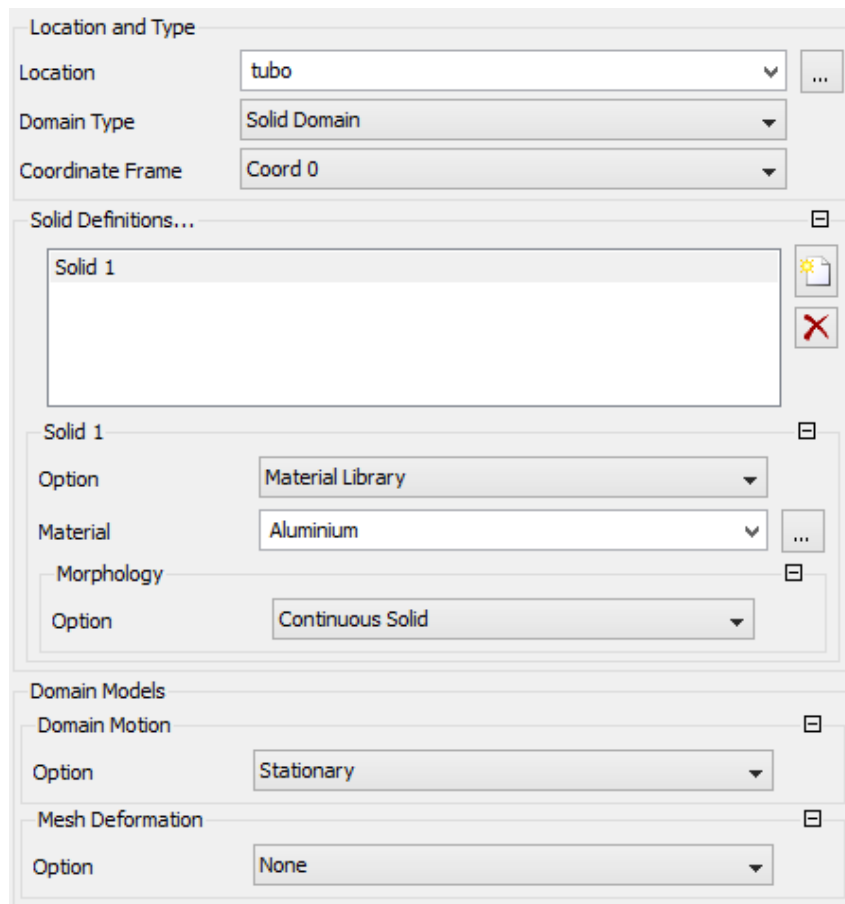 Location and Type
Location tubo ...
Domain Type Solid Domain
Coordinate Frame Coord 0
Solid Definitions...
Solid 1
Solid 1
Option Material Library
Material Aluminium ...
Morphology
Option Continuous Solid
Domain Models
Domain Motion
Option Stationary
Mesh Deformation
Option None